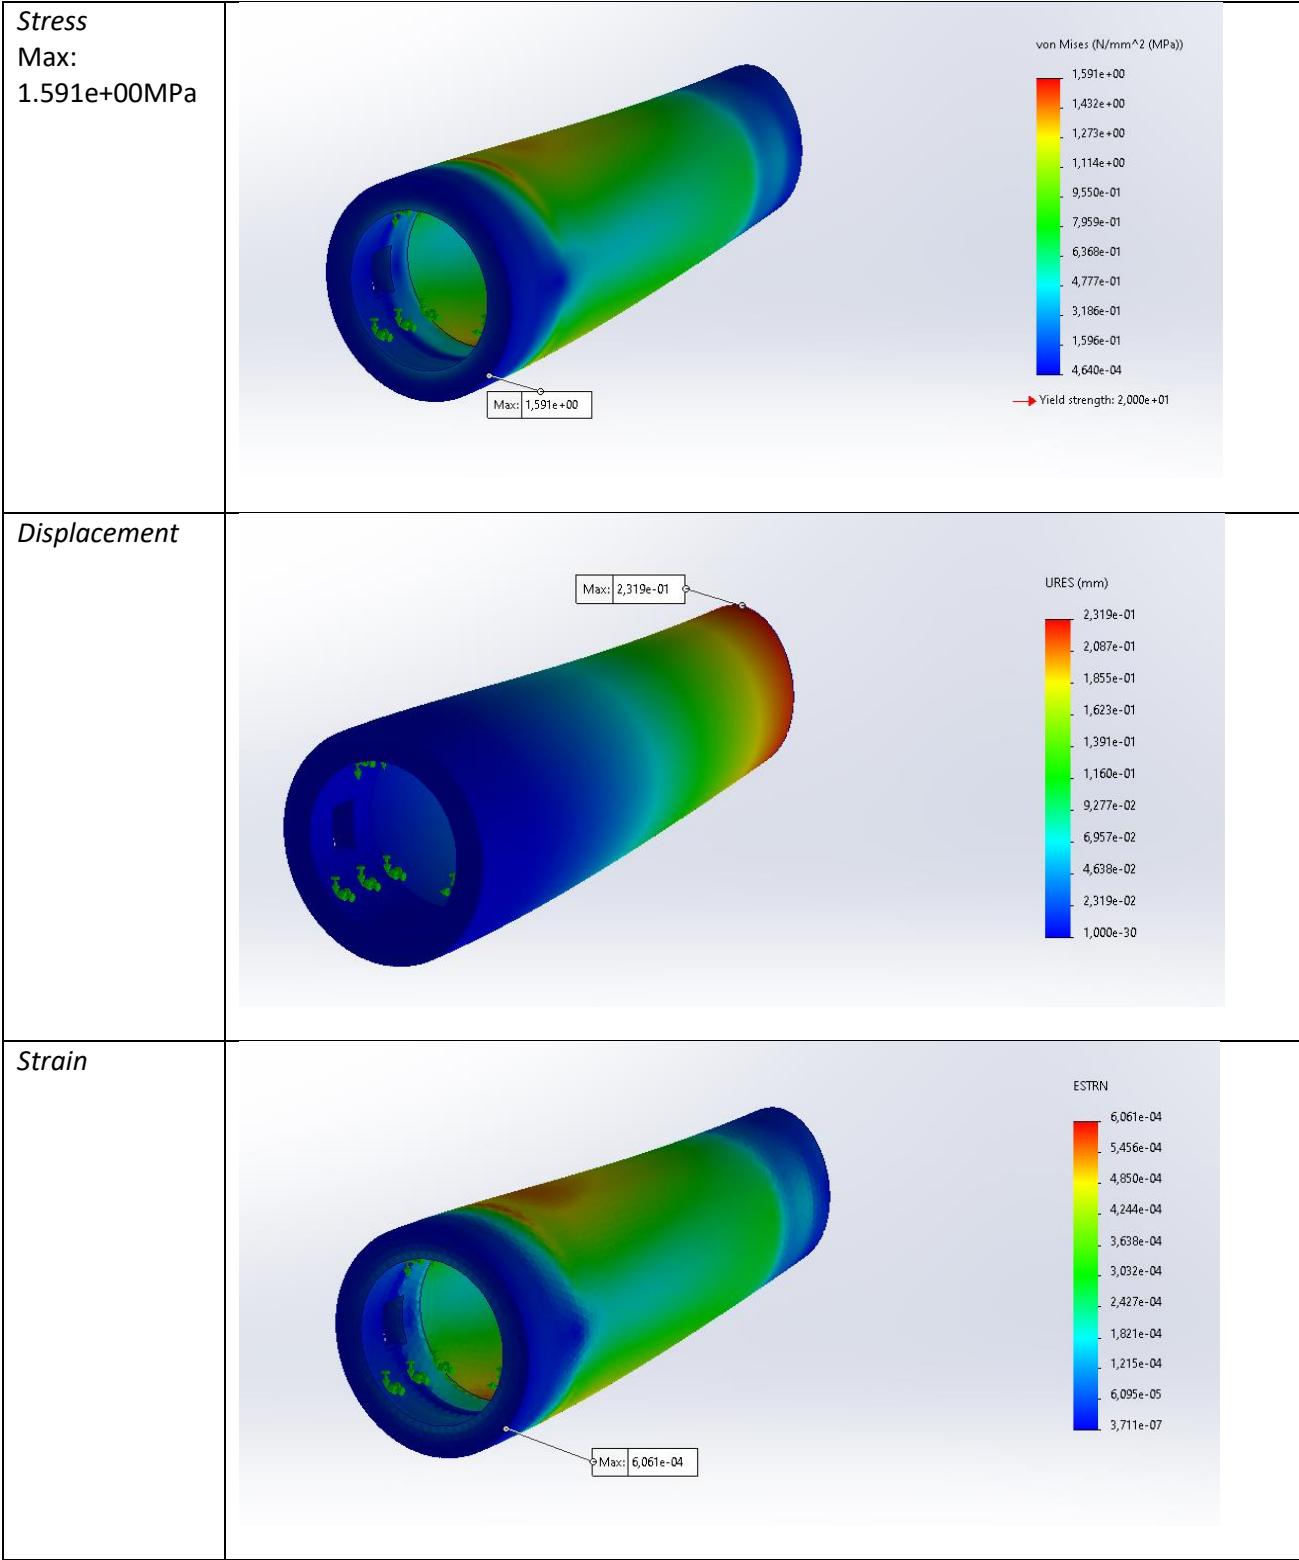 Stress
Max:
1.591e+00MPa
von Mises (N/mm^2 (MPa))
1,591e+00
1,432e+00
1,273e+00
1,114e+00
9,550e-01
7,959e-01
6,368e-01
4,777e-01
3,186e-01
1,596e-01
4,640e-04
Yield strength: 2,000e+01
Max: 1,591e+00
Displacement
Max: 2,319e-01
URES (mm)
2,319e-01
2,087e-01
1,855e-01
1,623e-01
1,391e-01
1,160e-01
9,277e-02
6,957e-02
4,638e-02
2,319e-02
1,000e-30
Strain
ESTRN
6,061e-04
5,456e-04
4,850e-04
4,244e-04
3,638e-04
3,032e-04
2,427e-04
1,821e-04
1,215e-04
6,095e-05
3,711e-07
Max: 6,061e-04